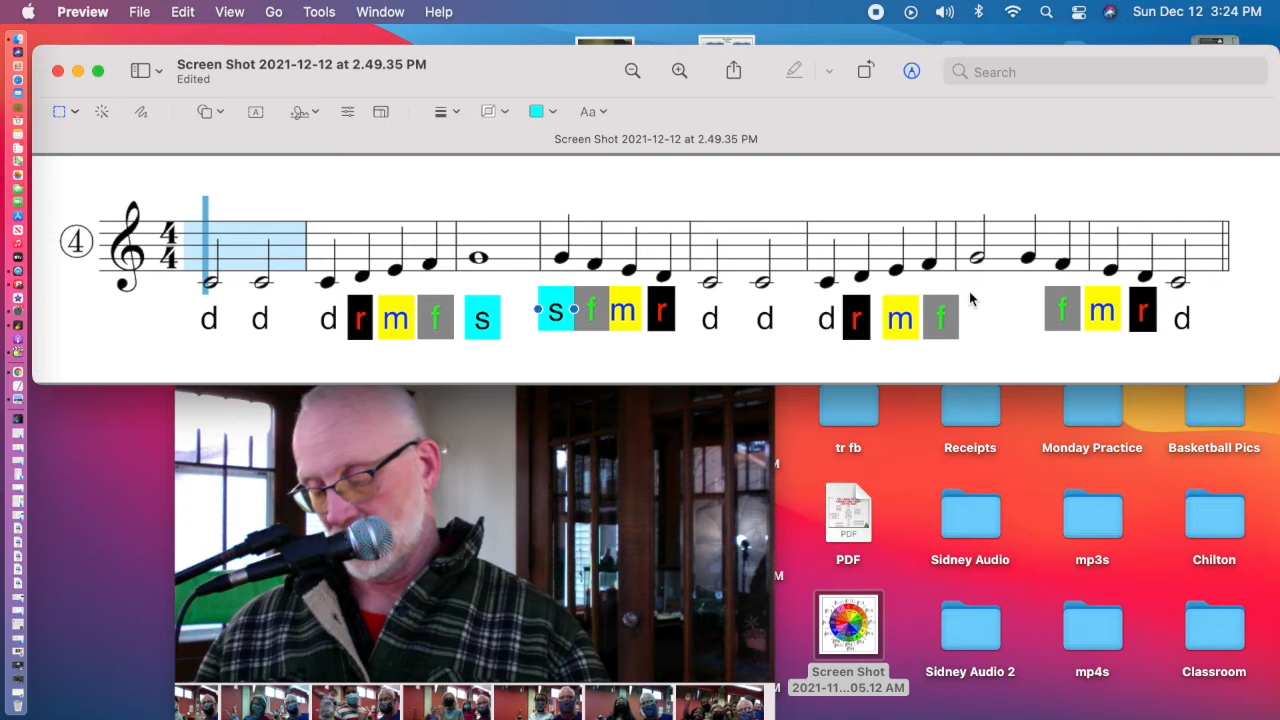 Preview File Edit View Go Tools Window Help Sun Dec 12 3:24 PM
Screen Shot 2021-12-12 at 2.49.35 PM
Edited
Search
A Aa
Screen Shot 2021-12-12 at 2.49.35 PM
4 4 4
d d d r m f s s f m r d d d r m f f m r d
tr fb Receipts Monday Practice Basketball Pics
PDF
PDF Sidney Audio mp3s Chilton
Screen Shot
2021-11...05.12 AM
Sidney Audio 2 mp4s Classroom